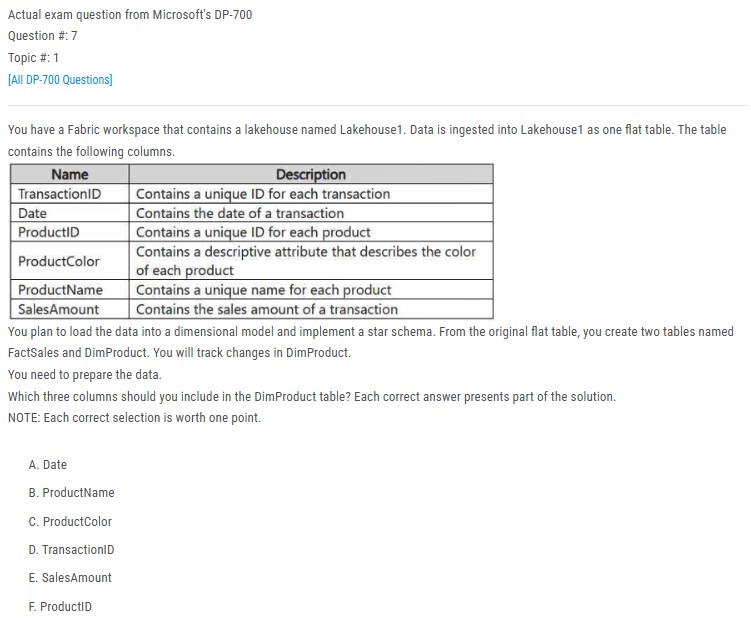 Actual exam question from Microsoft's DP-700
Question #: 7
Topic #: 1
[All DP-700 Questions]
You have a Fabric workspace that contains a lakehouse named Lakehouse1. Data is ingested into Lakehouse1 as one flat table. The table
contains the following columns.
Name Description
TransactionID Contains a unique ID for each transaction
Date Contains the date of a transaction
ProductID Contains a unique ID for each product
ProductColor Contains a descriptive attribute that describes the color
of each product
ProductName Contains a unique name for each product
SalesAmount Contains the sales amount of a transaction
You plan to load the data into a dimensional model and implement a star schema. From the original flat table, you create two tables named
FactSales and DimProduct. You will track changes in DimProduct.
You need to prepare the data.
Which three columns should you include in the DimProduct table? Each correct answer presents part of the solution.
NOTE: Each correct selection is worth one point.
A. Date
B. ProductName
C. ProductColor
D. TransactionID
E. SalesAmount
F. ProductID